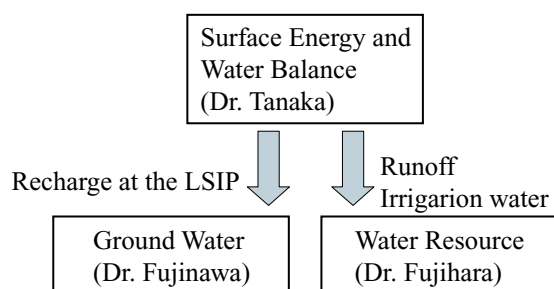 Surface Energy and
Water Balance
(Dr. Tanaka)
Recharge at the LSIP
Runoff
Irrigarion water
Ground Water
(Dr. Fujinawa)
Water Resource
(Dr. Fujihara)